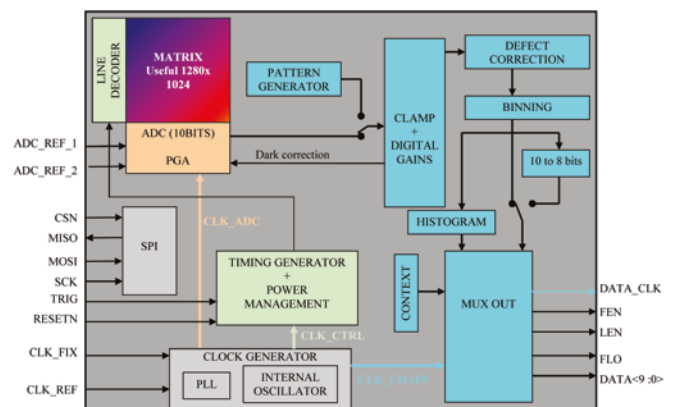 LINE
DECODER
MATRIX
Useful 1280x
1024
ADC (10BITS)
PGA
PATTERN
GENERATOR
CLAMP
+
DIGITAL
GAINS
DEFECT
CORRECTION
BINNING
10 to 8 bits
HISTOGRAM
Dark correction
ADC_REF_1
ADC_REF_2
CLK_ADC
CSN
MISO
MOSI
SCK
SPI
TRIG
RESETN
TIMING GENERATOR
+
POWER
MANAGEMENT
CONTEXT
MUX OUT
DATA_CLK
FEN
LEN
FLO
DATA<9 :0>
CLK_CTRL
CLK_CHAIN
CLK_FIX
CLK_REF
CLOCK GENERATOR
PLL
INTERNAL
OSCILLATOR